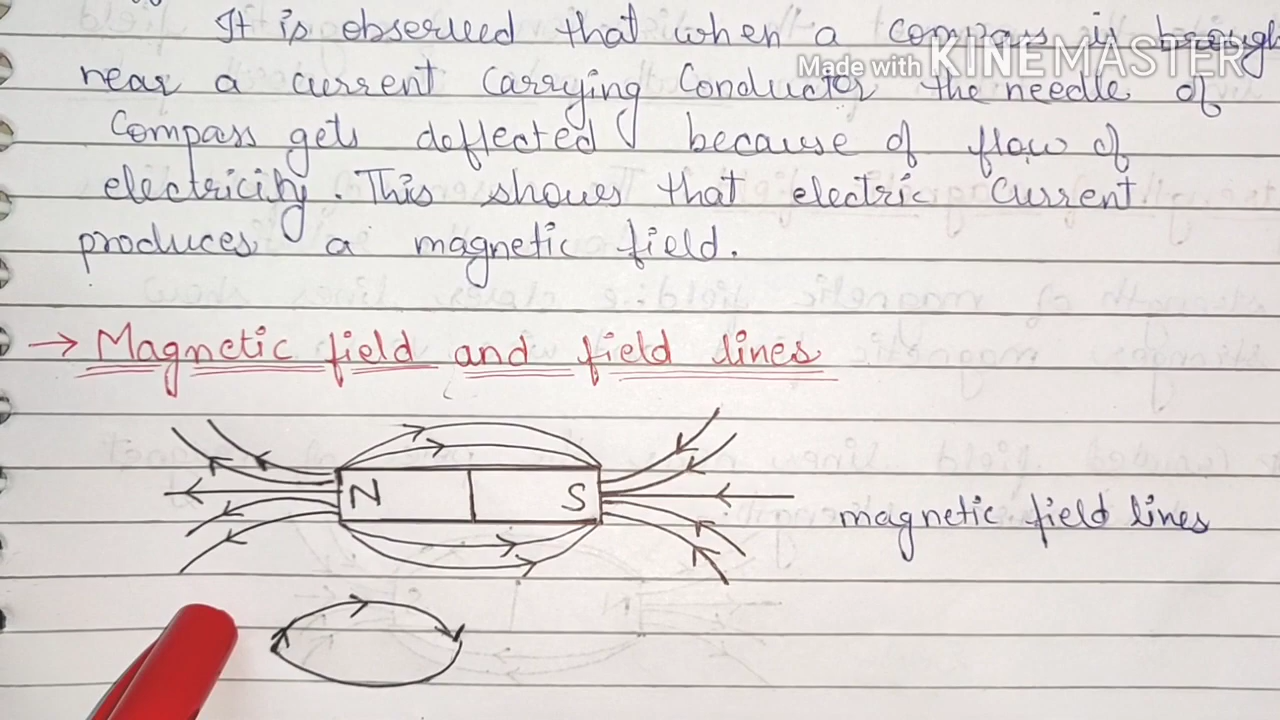 It is observed that when a compass is brough
near a current carrying conductor the needle of
compass gets deflected because of flow of
electricity. This shows that electric current
produces a magnetic field.
→ Magnetic field and field lines
N S
magnetic field lines
Made with KINEMASTER